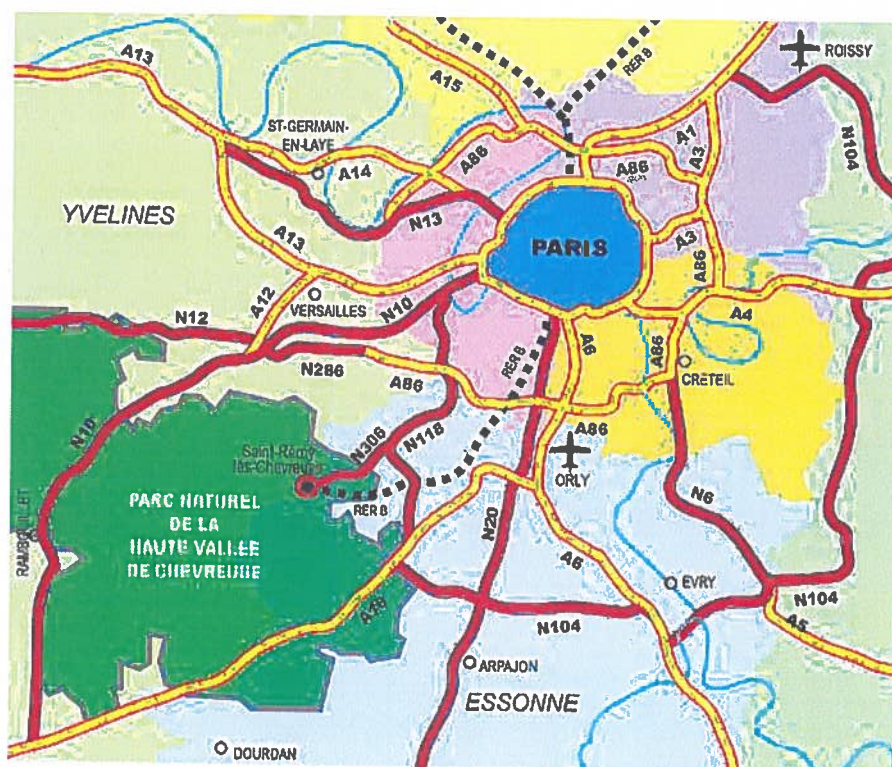 A13
A15
RER B
ROISSY
ST-GERMAIN-
EN-LAYE
A14
A86
A86
A1
A3
N104
YVELINES
N13
A13
PARIS
A3
A86
A12
VERSAILLES
N10
A4
N12
N286
A86
RER B
A6
A86
CRÉTEIL
N10
N306
N118
A86
Saint-Rémy
lès-Chevreuse
ORLY
RER B
N20
N6
RAMBOUILLET
PARC NATUREL
DE LA
HAUTE VALLÉE
DE CHEVREUSE
A6
EVRY
A10
N104
N104
A5
ARPAJON
ESSONNE
DOURDAN